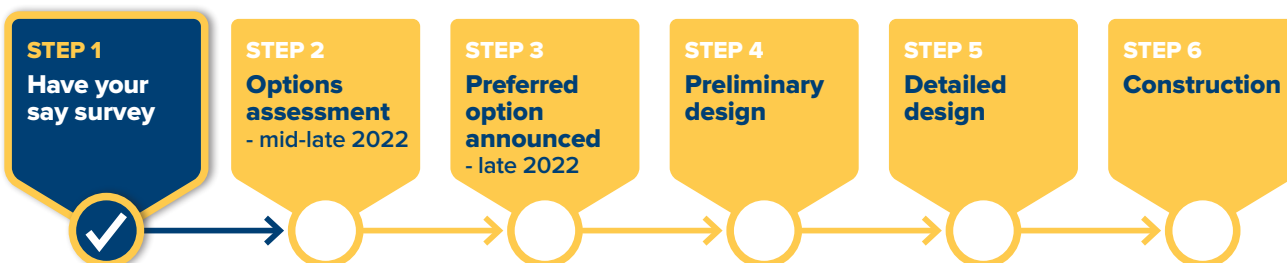 STEP 1
Have your
say survey
STEP 2
Options
assessment
- mid-late 2022
STEP 3
Preferred
option
announced
- late 2022
STEP 4
Preliminary
design
STEP 5
Detailed
design
STEP 6
Construction